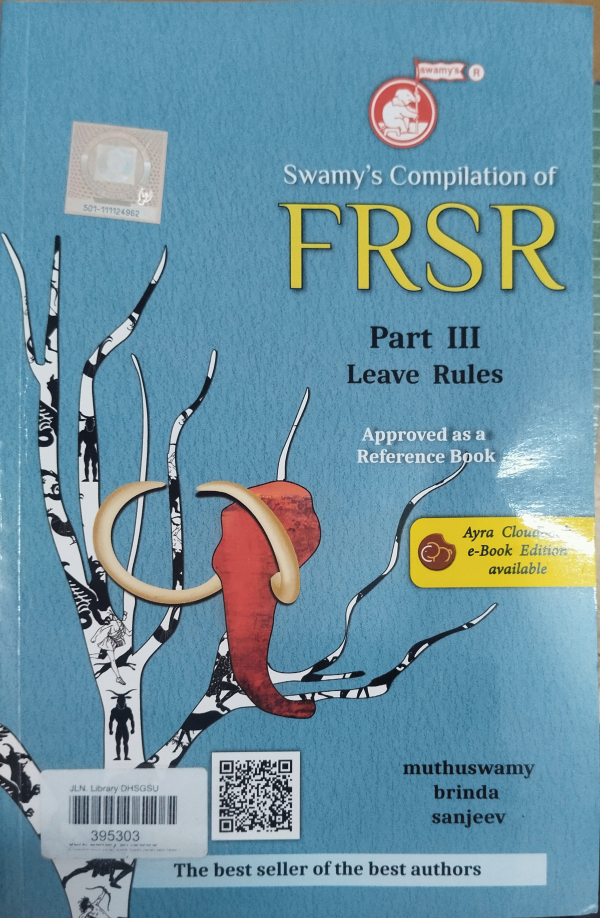 swamy's R
501-111124962
Swamy's Compilation of
FRSR
Part III
Leave Rules
Approved as a
Reference Book
Ayra
e-Book Edition
available
muthuswamy
brinda
sanjeev
JLN. Library DHSGSU
395303
The best seller of the best authors